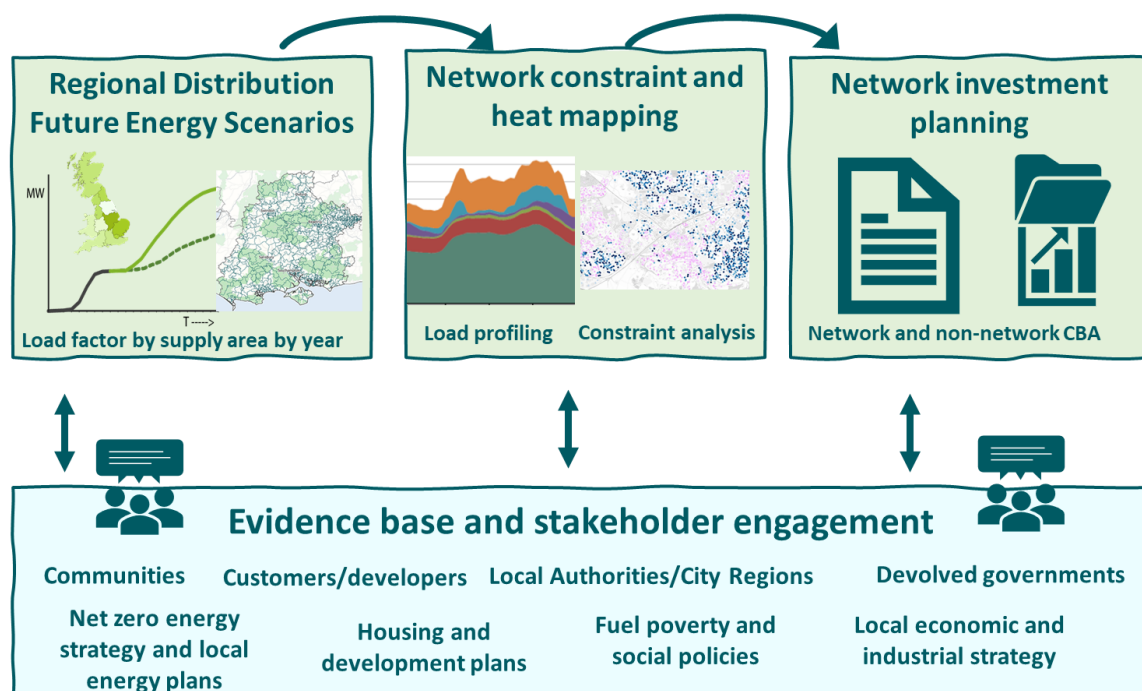 Regional Distribution
Future Energy Scenarios
MW
T ----->
Load factor by supply area by year
Network constraint and
heat mapping
Load profiling
Constraint analysis
Network investment
planning
Network and non-network CBA
Evidence base and stakeholder engagement
Communities
Customers/developers
Local Authorities/City Regions
Devolved governments
Net zero energy
strategy and local
energy plans
Housing and
development plans
Fuel poverty and
social policies
Local economic and
industrial strategy